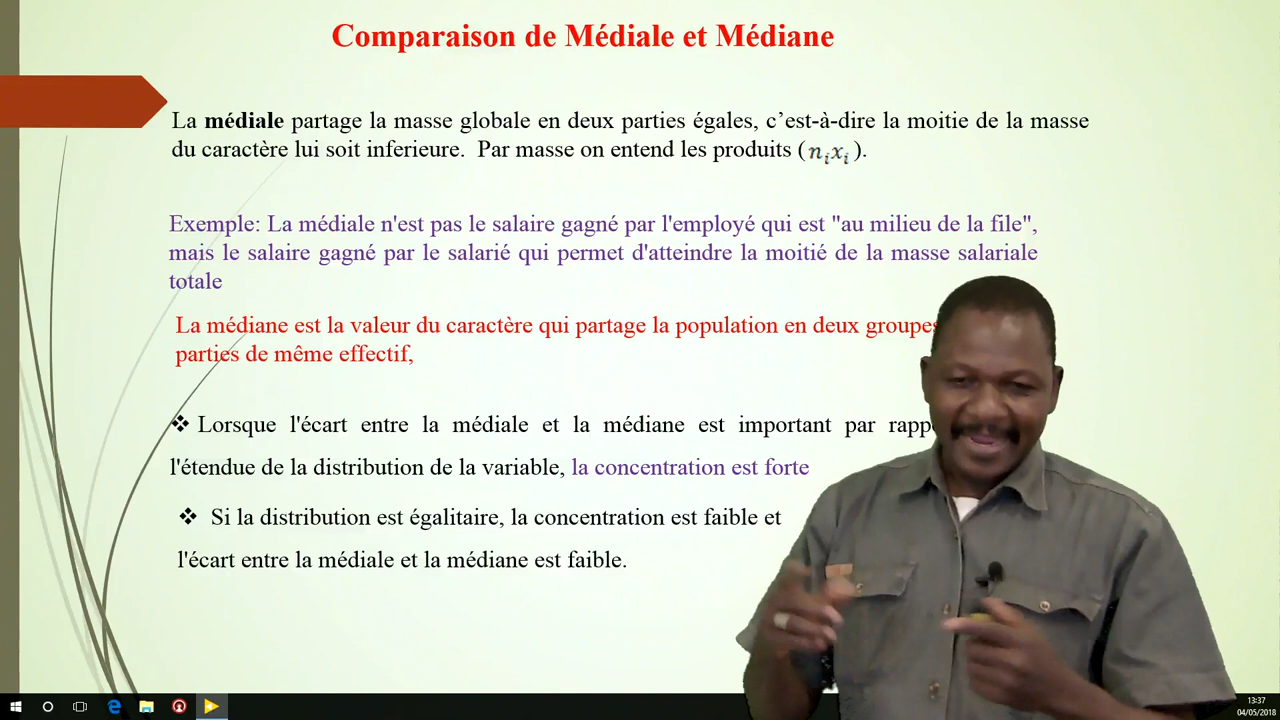 Comparaison de Médiale et Médiane
La médiale partage la masse globale en deux parties égales, c’est-à-dire la moitie de la masse
du caractère lui soit inferieure. Par masse on entend les produits (nᵢxᵢ).
Exemple: La médiale n'est pas le salaire gagné par l'employé qui est "au milieu de la file",
mais le salaire gagné par le salarié qui permet d'atteindre la moitié de la masse salariale
totale
La médiane est la valeur du caractère qui partage la population en deux groupes
parties de même effectif,
❖ Lorsque l'écart entre la médiale et la médiane est important par
l'étendue de la distribution de la variable, la concentration est forte
❖ Si la distribution est égalitaire, la concentration est faible et
l'écart entre la médiale et la médiane est faible.
13:37
04/05/2018